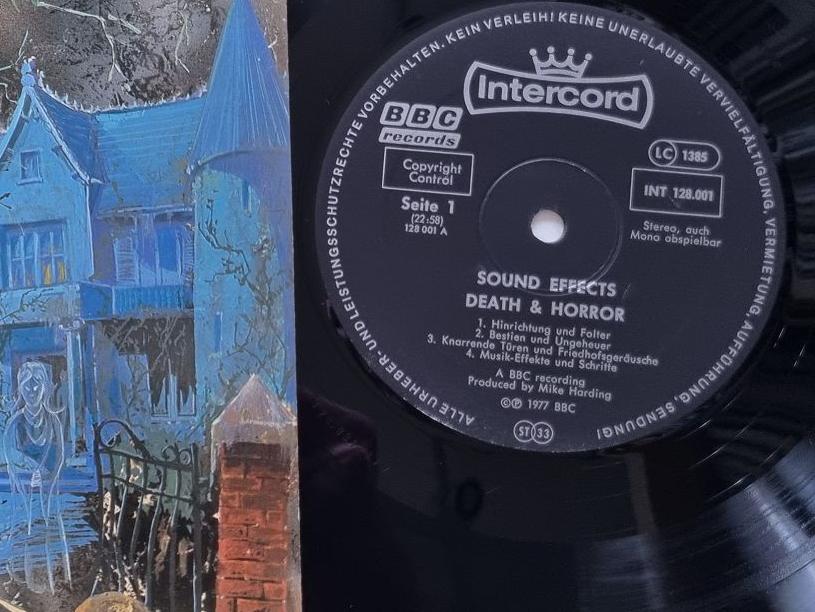 ALLE URHEBER- UND LEISTUNGSSCHUTZRECHTE VORBEHALTEN. KEIN VERLEIH! KEINE UNERLAUBTE VERVIELFÄLTIGUNG, VERMIETUNG, AUFFÜHRUNG, SENDUNG!
Intercord
BBC
records
Copyright
Control
LC 1385
INT 128.001
Seite 1
(22:58)
128 001 A
Stereo, auch
Mono abspielbar
SOUND EFFECTS
DEATH & HORROR
1. Hinrichtung und Folter
2. Bestien und Ungeheuer
3. Knarrende Türen und Friedhofsgeräusche
4. Musik-Effekte und Schritte
A BBC recording
Produced by Mike Harding
©Ⓟ 1977 BBC
ST 33